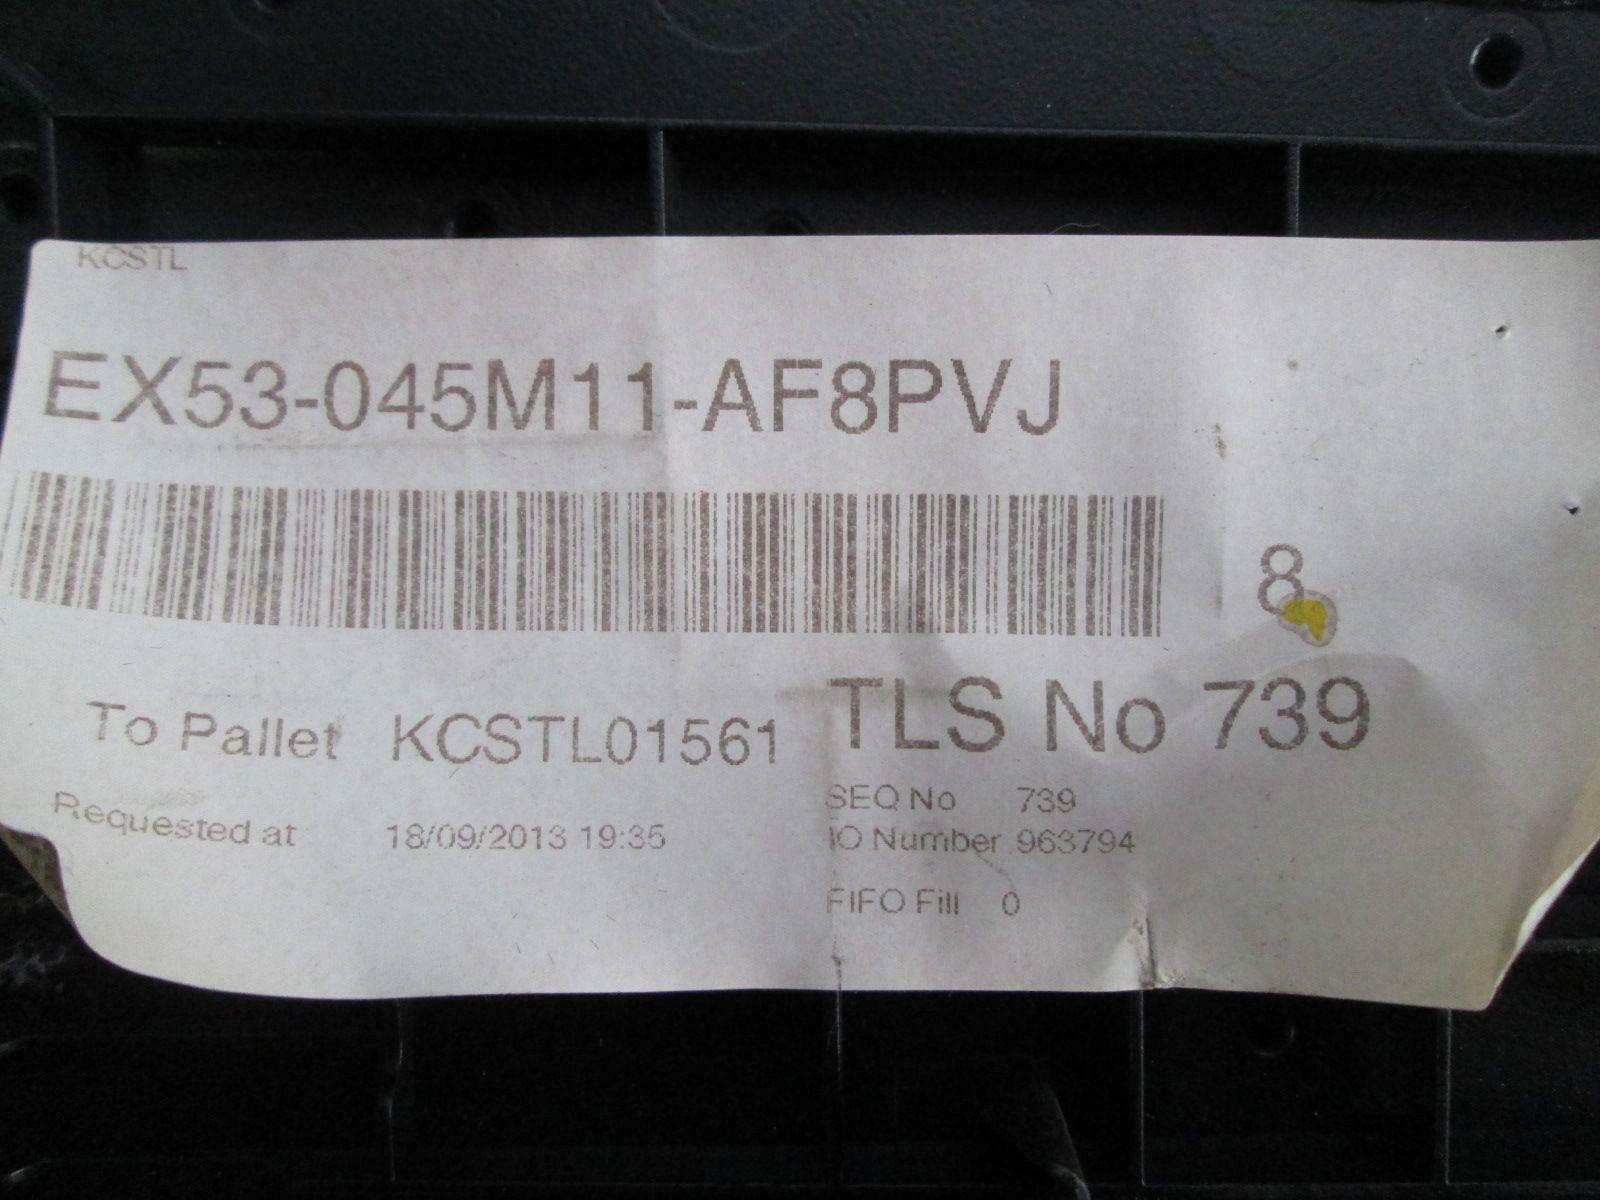 KCSTL
EX53-045M11-AF8PVJ
8
To Pallet KCSTL01561
TLS No 739
Requested at 18/09/2013 19:35
SEQ No 739
IO Number 963794
FIFO Fill 0